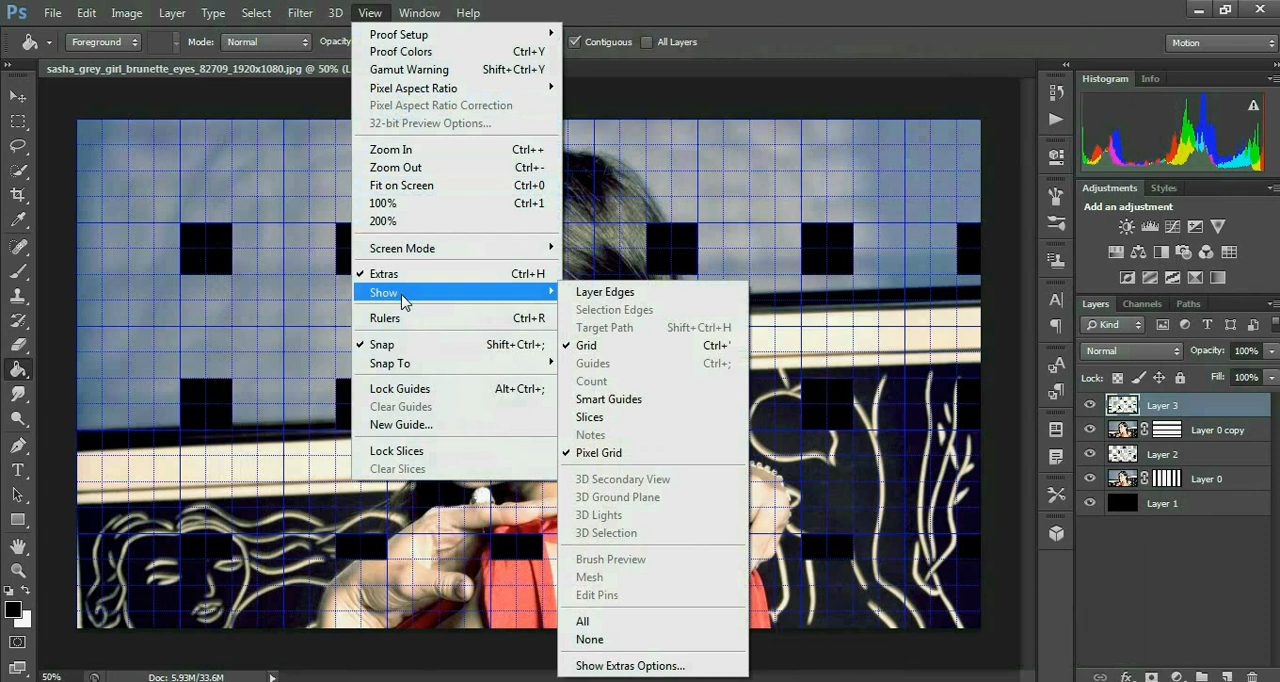 Ps File Edit Image Layer Type Select Filter 3D View Window Help
Foreground Mode: Normal Opacity Contiguous All Layers Motion
sasha_grey_girl_brunette_eyes_82709_1920x1080.jpg @ 50% (L
Proof Setup
Proof Colors Ctrl+Y
Gamut Warning Shift+Ctrl+Y
Pixel Aspect Ratio
Pixel Aspect Ratio Correction
32-bit Preview Options...
Zoom In Ctrl++
Zoom Out Ctrl+-
Fit on Screen Ctrl+0
100% Ctrl+1
200%
Screen Mode
Extras Ctrl+H
Show
Rulers Ctrl+R
Snap Shift+Ctrl+;
Snap To
Lock Guides Alt+Ctrl+;
Clear Guides
New Guide...
Lock Slices
Clear Slices
Layer Edges
Selection Edges
Target Path Shift+Ctrl+H
Grid Ctrl+'
Guides Ctrl+;
Count
Smart Guides
Slices
Notes
Pixel Grid
3D Secondary View
3D Ground Plane
3D Lights
3D Selection
Brush Preview
Mesh
Edit Pins
All
None
Show Extras Options...
Histogram Info
Adjustments Styles
Add an adjustment
Layers Channels Paths
Kind
Normal Opacity: 100%
Lock: Fill: 100%
Layer 3
Layer 0 copy
Layer 2
Layer 0
Layer 1
50% Doc: 5.93M/33.6M